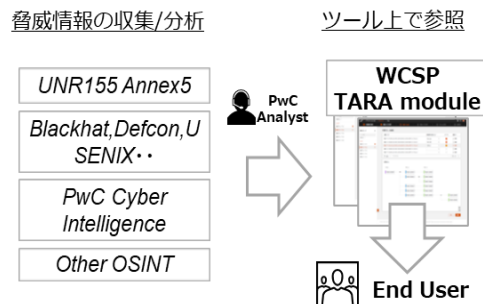 脅威情報の収集/分析
ツール上で参照
UNR155 Annex5
Blackhat,Defcon,U
SENIX・・
PwC Cyber
Intelligence
Other OSINT
PwC
Analyst
WCSP
TARA module
End User